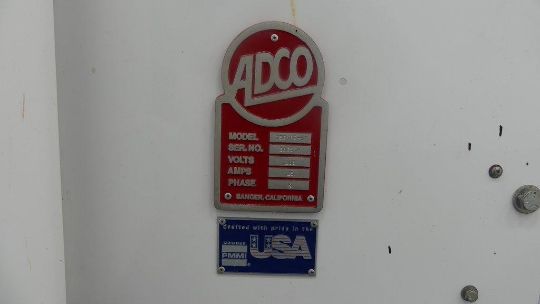 ADCO
MODEL
SER. NO.
VOLTS
AMPS
PHASE
SANGER, CALIFORNIA
Crafted with pride in the
USA
PMMI